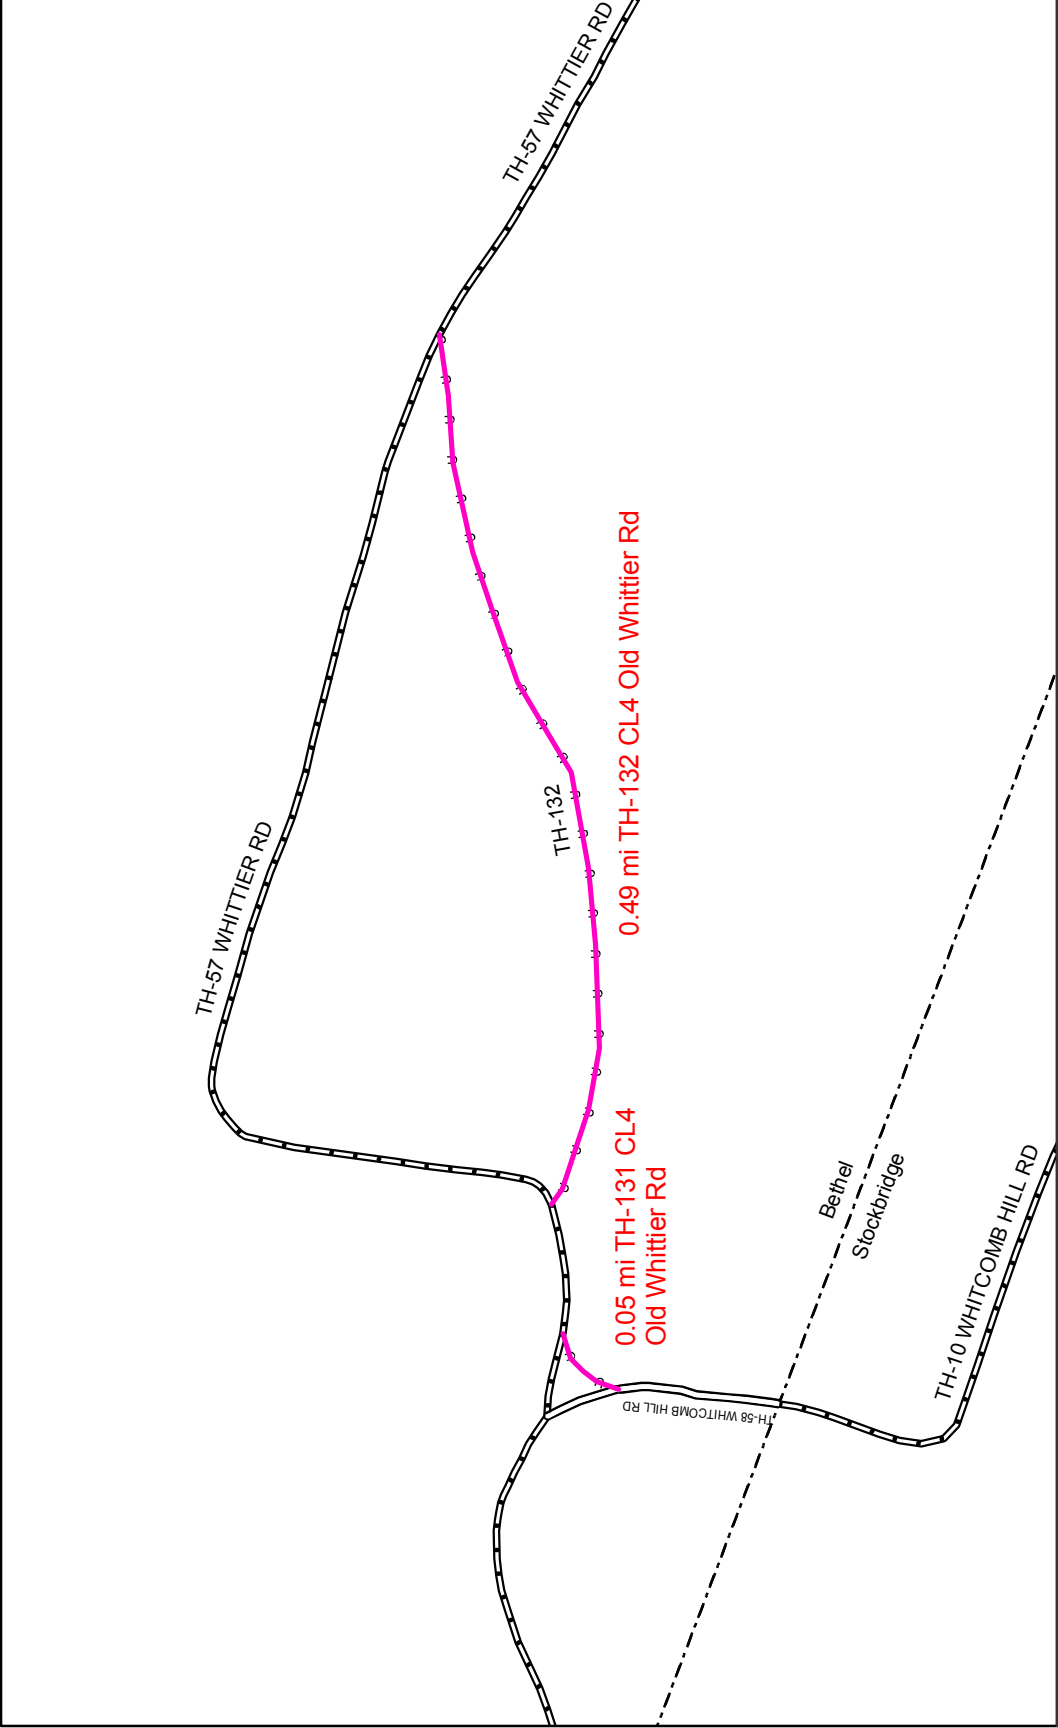 TH-57 WHITTIER RD
TH-57 WHITTIER RD
TH-132
0.49 mi TH-132 CL4 Old Whittier Rd
0.05 mi TH-131 CL4
Old Whittier Rd
Bethel
Stockbridge
TH-10 WHITCOMB HILL RD
TH-58 WHITCOMB HILL RD